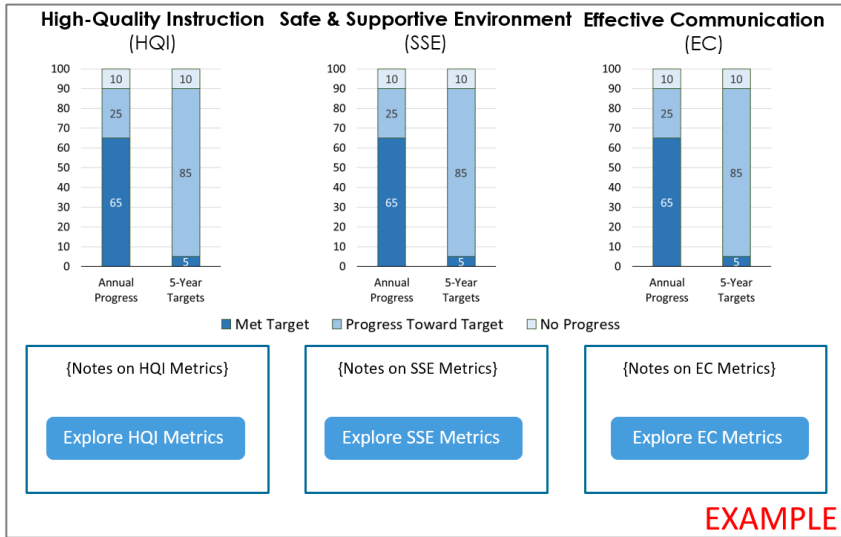 High-Quality Instruction
(HQI)
100
90
80
70
60
50
40
30
20
10
0
10
25
65
10
85
5
Annual
Progress
5-Year
Targets
Safe & Supportive Environment
(SSE)
100
90
80
70
60
50
40
30
20
10
0
10
25
65
10
85
5
Annual
Progress
5-Year
Targets
Effective Communication
(EC)
100
90
80
70
60
50
40
30
20
10
0
10
25
65
10
85
5
Annual
Progress
5-Year
Targets
Met Target
Progress Toward Target
No Progress
{Notes on HQI Metrics}
Explore HQI Metrics
{Notes on SSE Metrics}
Explore SSE Metrics
{Notes on EC Metrics}
Explore EC Metrics
EXAMPLE